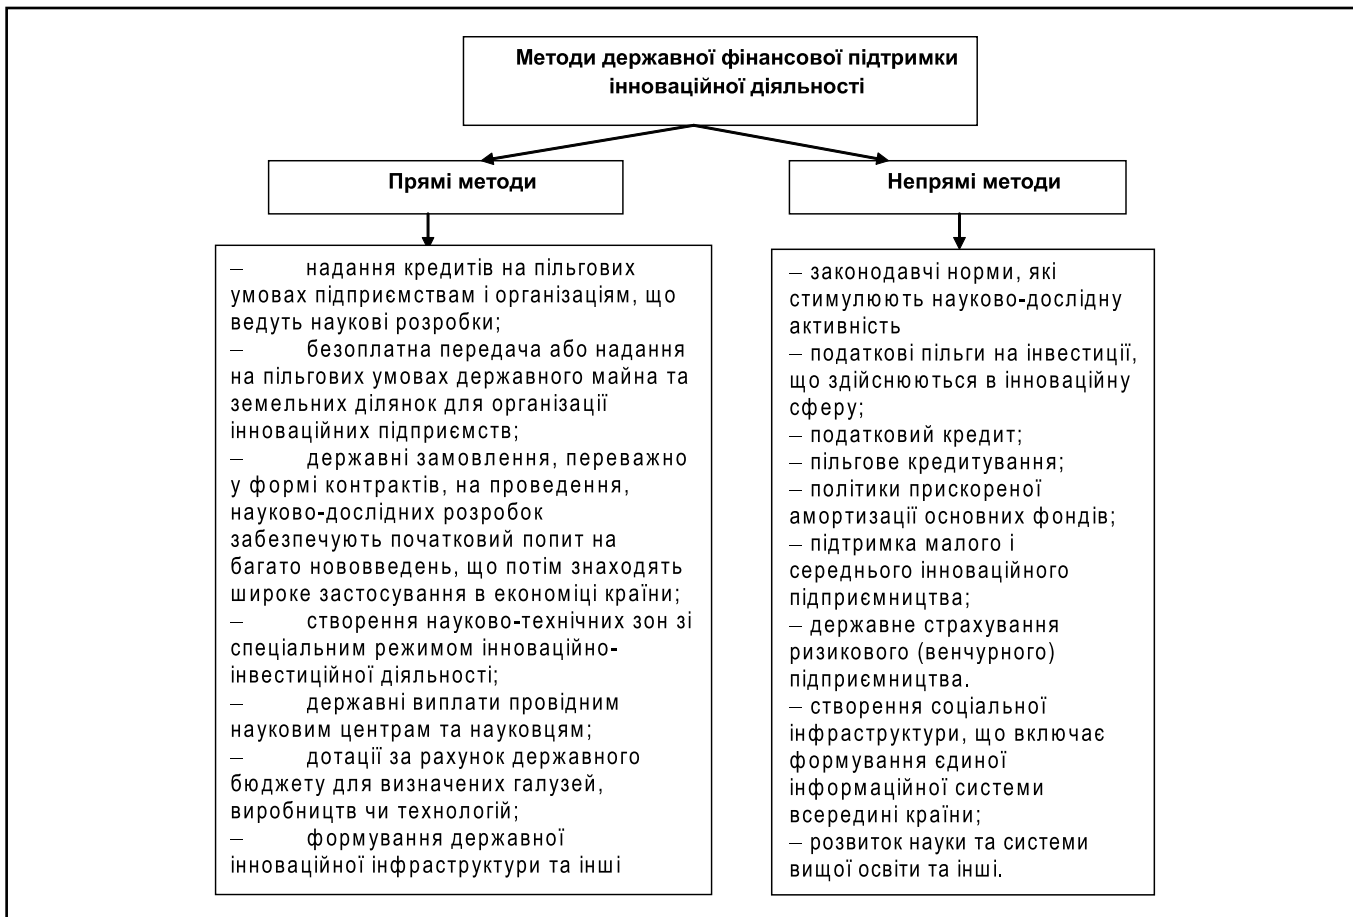 Методи державної фінансової підтримки
інноваційної діяльності
Прямі методи
Непрямі методи
– надання кредитів на пільгових
умовах підприємствам і організаціям, що
ведуть наукові розробки;
– безоплатна передача або надання
на пільгових умовах державного майна та
земельних ділянок для організації
інноваційних підприємств;
– державні замовлення, переважно
у формі контрактів, на проведення,
науково-дослідних розробок
забезпечують початковий попит на
багато нововведень, що потім знаходять
широке застосування в економіці країни;
– створення науково-технічних зон зі
спеціальним режимом інноваційно-
інвестиційної діяльності;
– державні виплати провідним
науковим центрам та науковцям;
– дотації за рахунок державного
бюджету для визначених галузей,
виробництв чи технологій;
– формування державної
інноваційної інфраструктури та інші
– законодавчі норми, які
стимулюють науково-дослідну
активність
– податкові пільги на інвестиції,
що здійснюються в інноваційну
сферу;
– податковий кредит;
– пільгове кредитування;
– політики прискореної
амортизації основних фондів;
– підтримка малого і
середнього інноваційного
підприємництва;
– державне страхування
ризикового (венчурного)
підприємництва.
– створення соціальної
інфраструктури, що включає
формування єдиної
інформаційної системи
всередині країни;
– розвиток науки та системи
вищої освіти та інші.